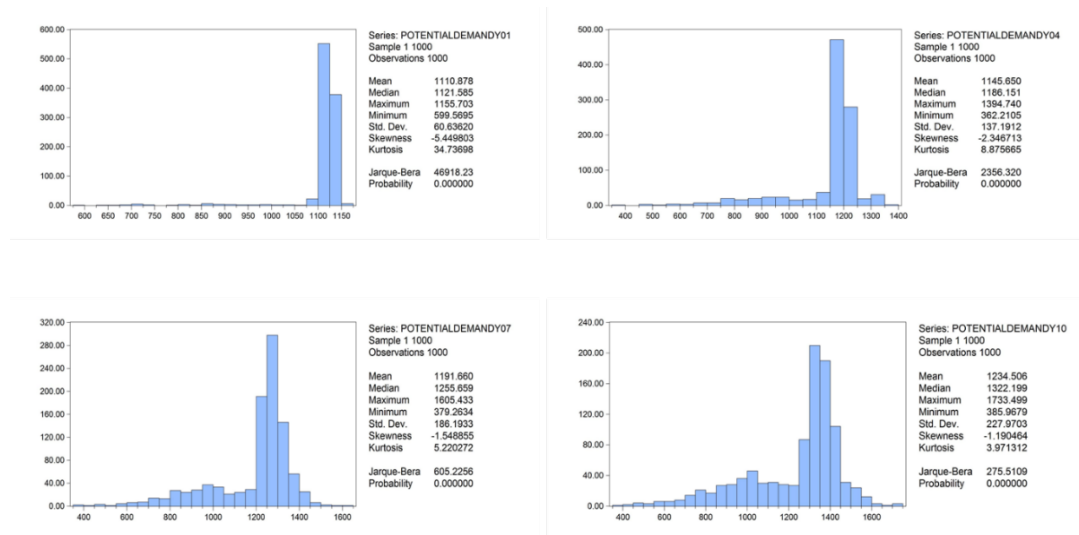 600.00
500.00
400.00
300.00
200.00
100.00
0.00
600 650 700 750 800 850 900 950 1000 1050 1100 1150
Series: POTENTIALDEMANDY01
Sample 1 1000
Observations 1000
Mean 1110.878
Median 1121.585
Maximum 1155.703
Minimum 599.5695
Std. Dev. 60.63620
Skewness -5.449803
Kurtosis 34.73698
Jarque-Bera 46918.23
Probability 0.000000
500.00
400.00
300.00
200.00
100.00
0.00
400 500 600 700 800 900 1000 1100 1200 1300 1400
Series: POTENTIALDEMANDY04
Sample 1 1000
Observations 1000
Mean 1145.650
Median 1186.151
Maximum 1394.740
Minimum 362.2105
Std. Dev. 137.1912
Skewness -2.346713
Kurtosis 8.875665
Jarque-Bera 2356.320
Probability 0.000000
320.00
280.00
240.00
200.00
160.00
120.00
80.00
40.00
0.00
400 600 800 1000 1200 1400 1600
Series: POTENTIALDEMANDY07
Sample 1 1000
Observations 1000
Mean 1191.660
Median 1255.659
Maximum 1605.433
Minimum 379.2634
Std. Dev. 186.1933
Skewness -1.548855
Kurtosis 5.220272
Jarque-Bera 605.2256
Probability 0.000000
240.00
200.00
160.00
120.00
80.00
40.00
0.00
400 600 800 1000 1200 1400 1600
Series: POTENTIALDEMANDY10
Sample 1 1000
Observations 1000
Mean 1234.506
Median 1322.199
Maximum 1733.499
Minimum 385.9679
Std. Dev. 227.9703
Skewness -1.190464
Kurtosis 3.971312
Jarque-Bera 275.5109
Probability 0.000000